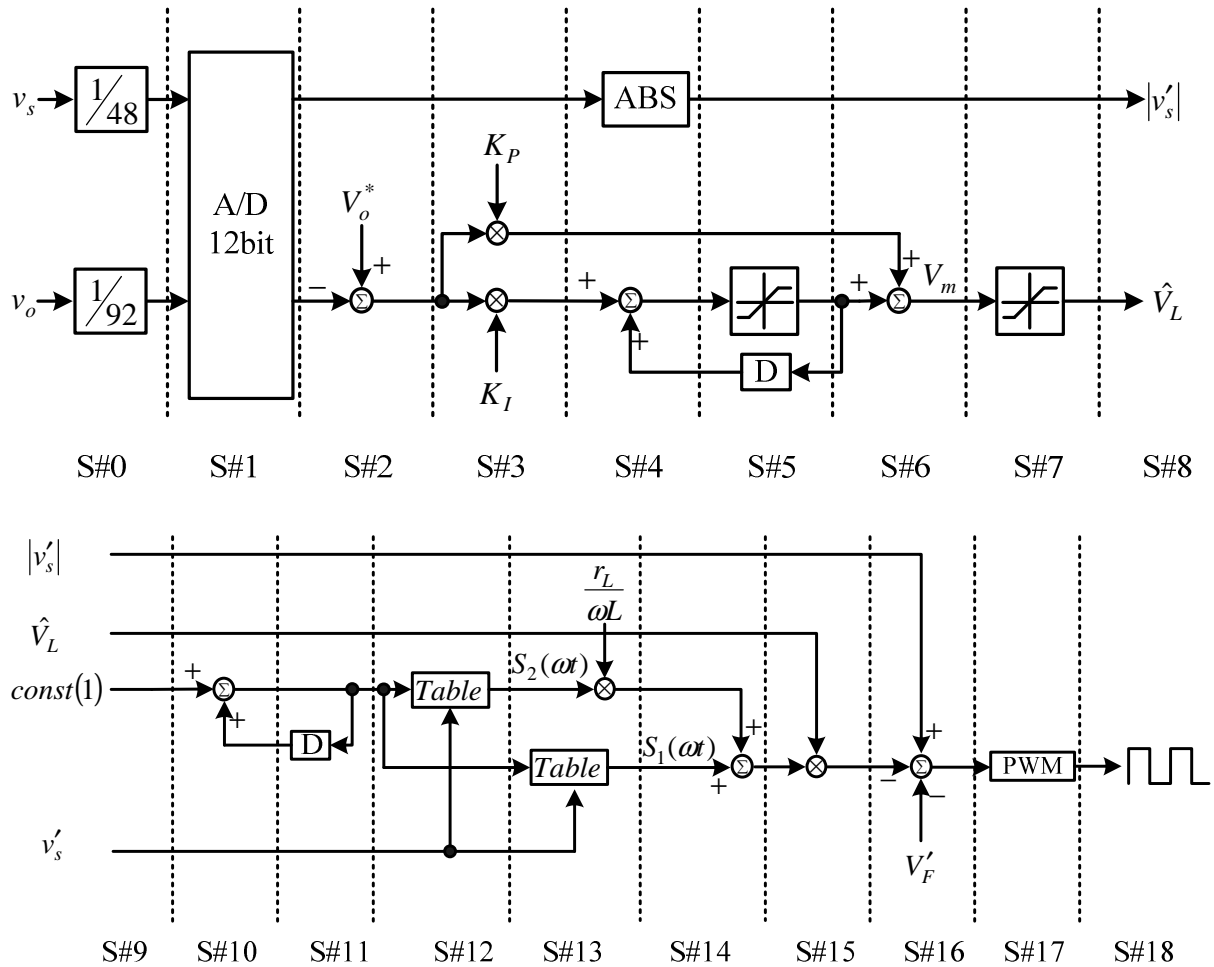 v_s 1/48 ABS |v′_s|
K_P
A/D
12bit
V_o^* +
− Σ + Σ + Σ V_m V̂_L
v_o 1/92
+ + D
K_I
S#0 S#1 S#2 S#3 S#4 S#5 S#6 S#7 S#8
|v′_s|
r_L/ωL
V̂_L
const(1) + Σ Table S_2(ωt)
+ D + +
Table S_1(ωt) Σ Σ PWM
+ − −
v′_s V′_F
S#9 S#10 S#11 S#12 S#13 S#14 S#15 S#16 S#17 S#18